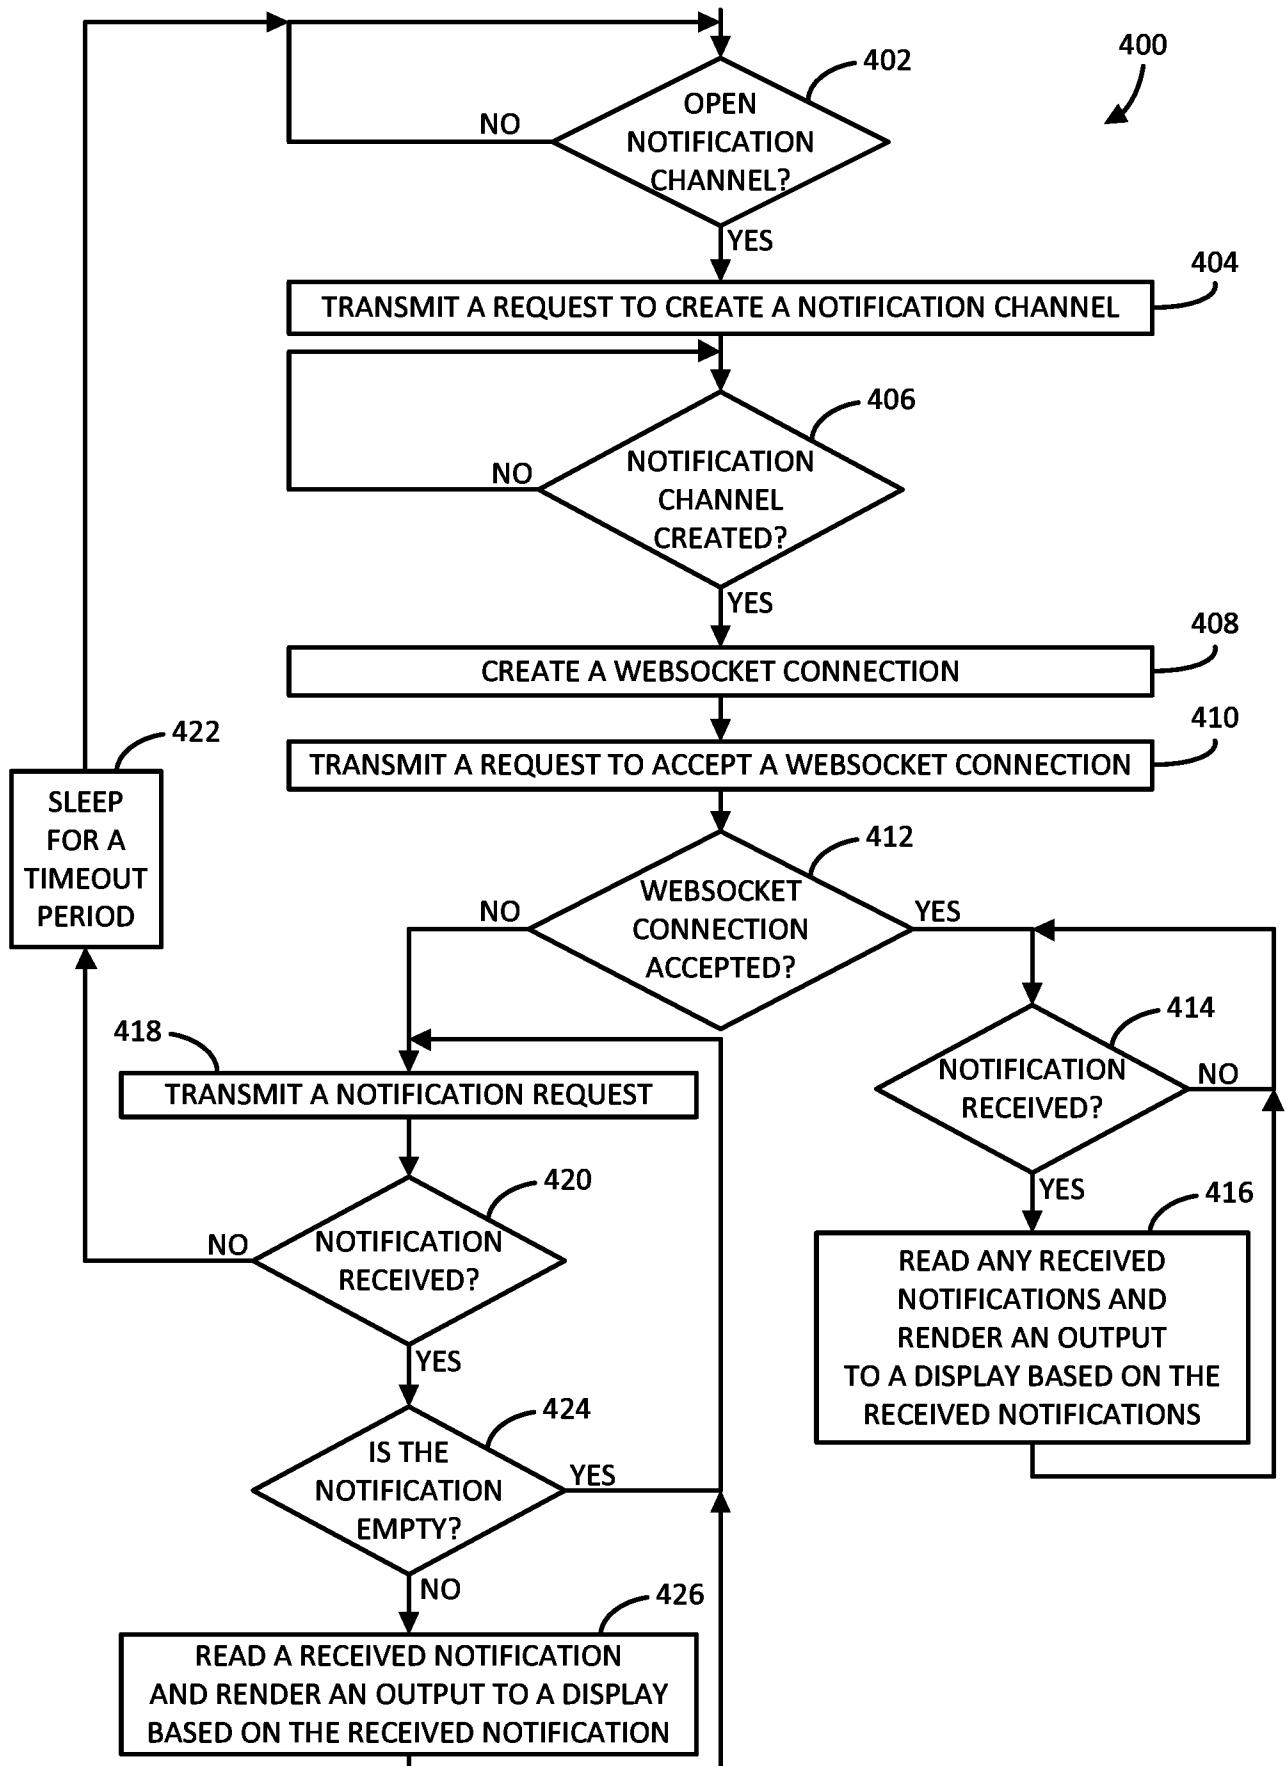 400
402
OPEN
NOTIFICATION
CHANNEL?
NO
YES
404
TRANSMIT A REQUEST TO CREATE A NOTIFICATION CHANNEL
406
NOTIFICATION
CHANNEL
CREATED?
NO
YES
408
CREATE A WEBSOCKET CONNECTION
410
TRANSMIT A REQUEST TO ACCEPT A WEBSOCKET CONNECTION
422
SLEEP
FOR A
TIMEOUT
PERIOD
412
WEBSOCKET
CONNECTION
ACCEPTED?
NO
YES
414
NOTIFICATION
RECEIVED?
NO
YES
416
READ ANY RECEIVED
NOTIFICATIONS AND
RENDER AN OUTPUT
TO A DISPLAY BASED ON THE
RECEIVED NOTIFICATIONS
418
TRANSMIT A NOTIFICATION REQUEST
420
NOTIFICATION
RECEIVED?
NO
YES
424
IS THE
NOTIFICATION
EMPTY?
YES
NO
426
READ A RECEIVED NOTIFICATION
AND RENDER AN OUTPUT TO A DISPLAY
BASED ON THE RECEIVED NOTIFICATION